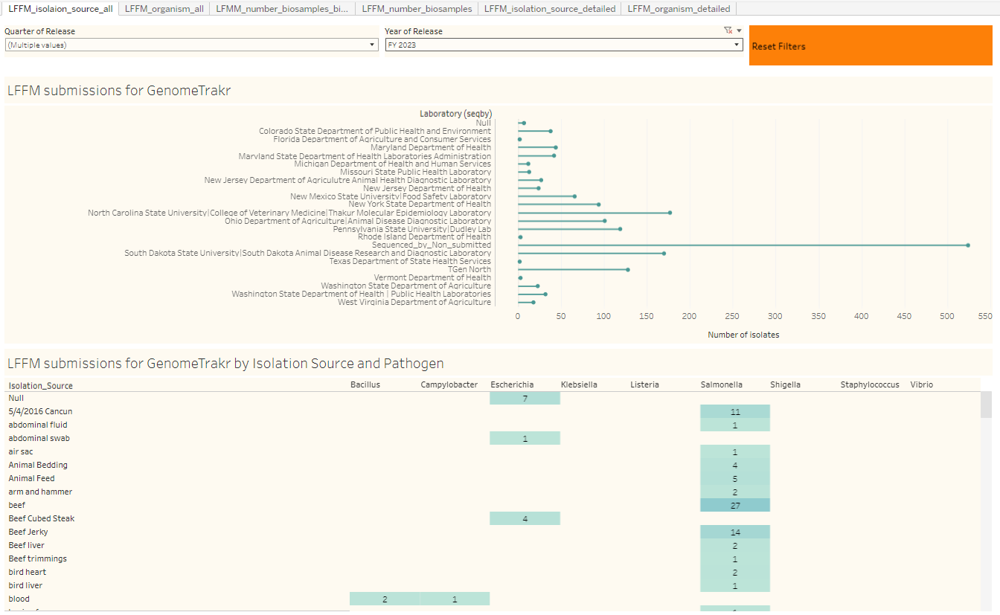 LFFM_isolaion_source_all LFFM_organism_all LFMM_number_biosamples_bi... LFFM_number_biosamples LFFM_isolation_source_detailed LFFM_organism_detailed
Quarter of Release Year of Release
(Multiple values) FY 2023 Reset Filters
LFFM submissions for GenomeTrakr
Laboratory (seqby)
Null
Colorado State Department of Public Health and Environment
Florida Department of Agriculture and Consumer Services
Maryland Department of Health
Maryland State Department of Health Laboratories Administration
Michigan Department of Health and Human Services
Missouri State Public Health Laboratory
New Jersey Department of Agriculutre Animal Health Diagnostic Laboratory
New Jersey Department of Health
New Mexico State University|Food Safety Laboratory
New York State Department of Health
North Carolina State University|College of Veterinary Medicine|Thakur Molecular Epidemiology Laboratory
Ohio Department of Agriculture|Animal Disease Diagnostic Laboratory
Pennsylvania State University|Dudley Lab
Rhode Island Department of Health
Sequenced_by_Non_submitted
South Dakota State University|South Dakota Animal Disease Research and Diagnostic Laboratory
Texas Department of State Health Services
TGen North
Vermont Department of Health
Washington State Department of Agriculture
Washington State Department of Health | Public Health Laboratories
West Virginia Department of Agriculture
0 50 100 150 200 250 300 350 400 450 500 550
Number of isolates
LFFM submissions for GenomeTrakr by Isolation Source and Pathogen
Isolation_Source Bacillus Campylobacter Escherichia Klebsiella Listeria Salmonella Shigella Staphylococcus Vibrio
Null 7
5/4/2016 Cancun 11
abdominal fluid 1
abdominal swab 1
air sac 1
Animal Bedding 4
Animal Feed 5
arm and hammer 2
beef 27
Beef Cubed Steak 4
Beef Jerky 14
Beef liver 2
Beef trimmings 1
bird heart 2
bird liver 1
blood 2 1